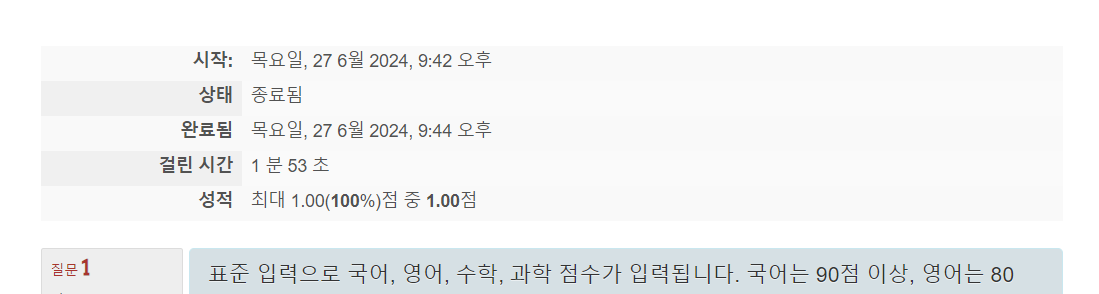 시작: 목요일, 27 6월 2024, 9:42 오후
상태 종료됨
완료됨 목요일, 27 6월 2024, 9:44 오후
걸린 시간 1 분 53 초
성적 최대 1.00(100%)점 중 1.00점
질문 1
표준 입력으로 국어, 영어, 수학, 과학 점수가 입력됩니다. 국어는 90점 이상, 영어는 80